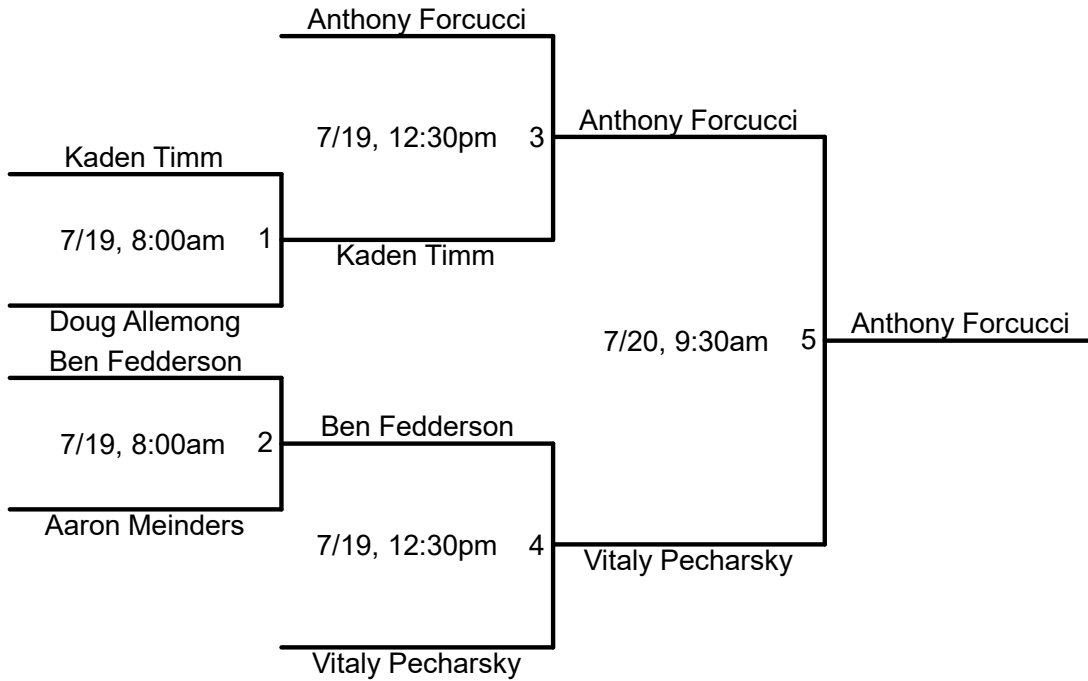 Anthony Forcucci
7/19, 12:30pm 3
Anthony Forcucci
Kaden Timm
7/19, 8:00am 1
Kaden Timm
Doug Allemong
7/20, 9:30am 5
Anthony Forcucci
Ben Fedderson
7/19, 8:00am 2
Ben Fedderson
Aaron Meinders
7/19, 12:30pm 4
Vitaly Pecharsky
Vitaly Pecharsky